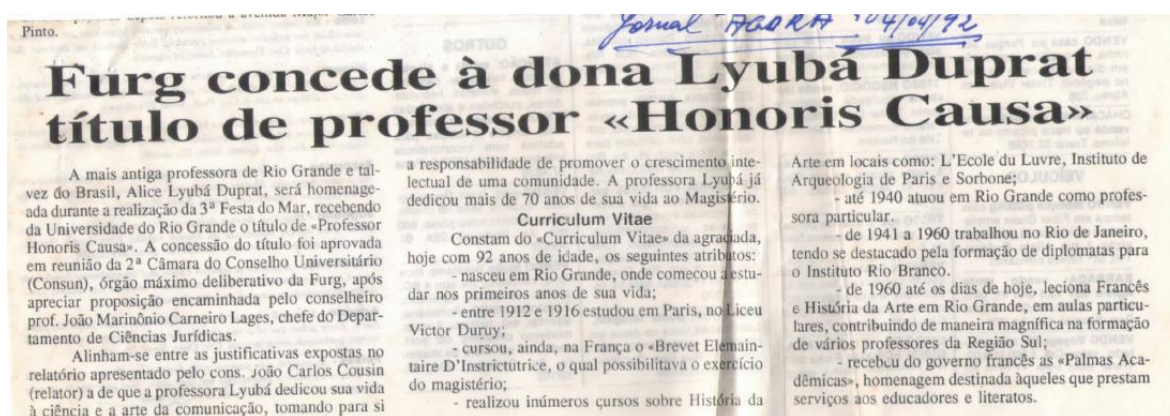 Pinto.
Jornal AGORA 04/04/92
Furg concede à dona Lyubá Duprat
título de professor «Honoris Causa»
A mais antiga professora de Rio Grande e tal-
vez do Brasil, Alice Lyubá Duprat, será homenage-
ada durante a realização da 3ª Festa do Mar, recebendo
da Universidade do Rio Grande o título de «Professor
Honoris Causa». A concessão do título foi aprovada
em reunião da 2ª Câmara do Conselho Universitário
(Consun), órgão máximo deliberativo da Furg, após
apreciar proposição encaminhada pelo conselheiro
prof. João Marinônio Carneiro Lages, chefe do Depar-
tamento de Ciências Jurídicas.
Alinham-se entre as justificativas expostas no
relatório apresentado pelo cons. João Carlos Cousin
(relator) a de que a professora Lyubá dedicou sua vida
à ciência e a arte da comunicação, tomando para si
a responsabilidade de promover o crescimento inte-
lectual de uma comunidade. A professora Lyubá já
dedicou mais de 70 anos de sua vida ao Magistério.
Curriculum Vitae
Constam do «Curriculum Vitae» da agraciada,
hoje com 92 anos de idade, os seguintes atributos:
- nasceu em Rio Grande, onde começou a estu-
dar nos primeiros anos de sua vida;
- entre 1912 e 1916 estudou em Paris, no Liceu
Victor Duruy;
- cursou, ainda, na França o «Brevet Elemain-
taire D'Instrictutrice, o qual possibilitava o exercício
do magistério;
- realizou inúmeros cursos sobre História da
Arte em locais como: L'Ecole du Luvre, Instituto de
Arqueologia de Paris e Sorbone;
- até 1940 atuou em Rio Grande como profes-
sora particular.
- de 1941 a 1960 trabalhou no Rio de Janeiro,
tendo se destacado pela formação de diplomatas para
o Instituto Rio Branco.
- de 1960 até os dias de hoje, leciona Francês
e História da Arte em Rio Grande, em aulas particu-
lares, contribuindo de maneira magnífica na formação
de vários professores da Região Sul;
- recebeu do governo francês as «Palmas Aca-
dêmicas», homenagem destinada àqueles que prestam
serviços aos educadores e literatos.